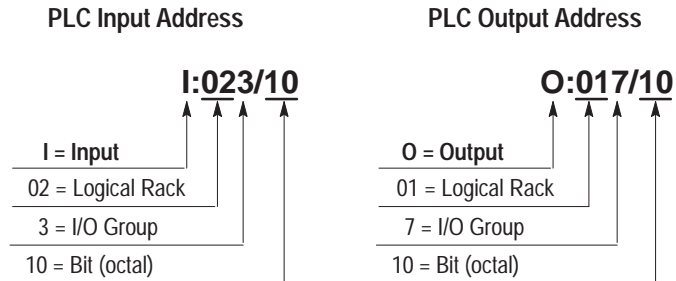 PLC Input Address
I:023/10
I = Input
02 = Logical Rack
3 = I/O Group
10 = Bit (octal)
PLC Output Address
O:017/10
O = Output
01 = Logical Rack
7 = I/O Group
10 = Bit (octal)